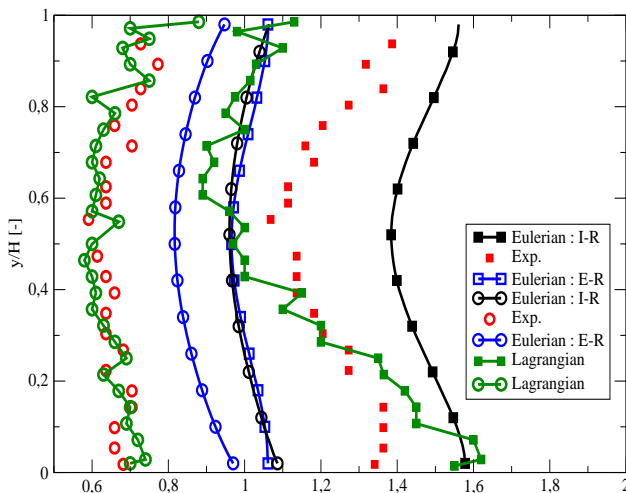 1
0,8
0,6
0,4
0,2
0
y/H [-]
0,6
0,8
1
1,2
1,4
1,6
1,8
2
Eulerian : I-R
Exp.
Eulerian : E-R
Eulerian : I-R
Exp.
Eulerian : E-R
Lagrangian
Lagrangian